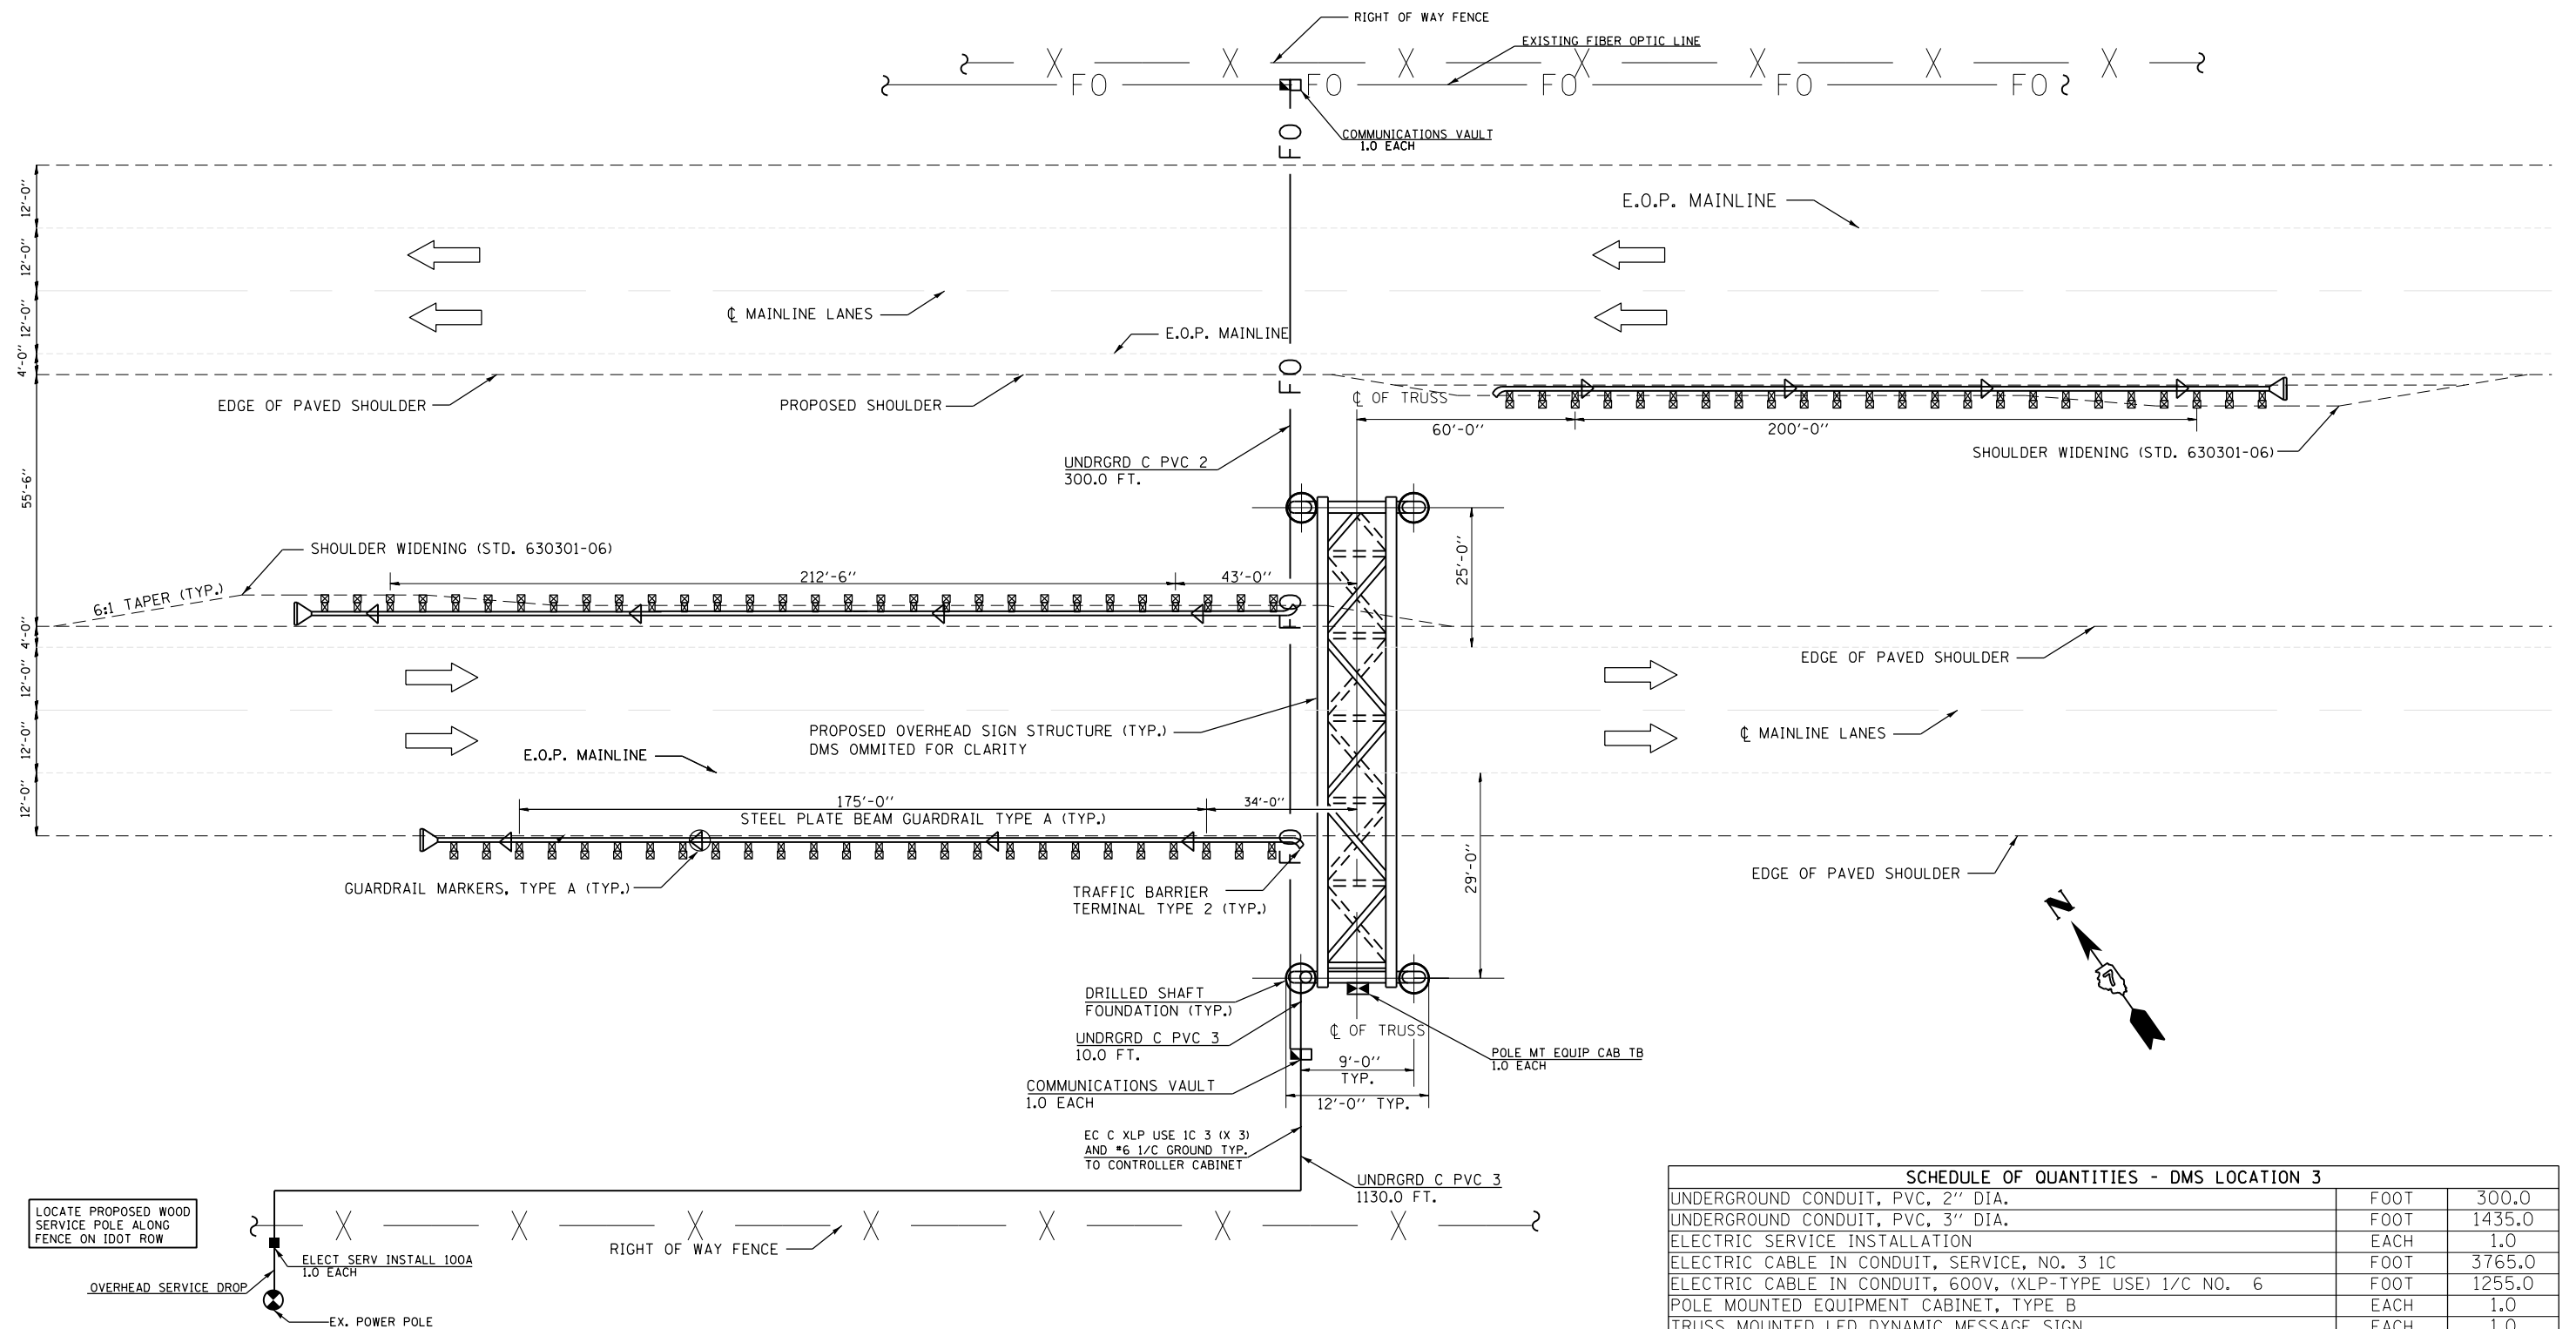 RIGHT OF WAY FENCE
EXISTING FIBER OPTIC LINE
X X X X X X X
FO FO FO FO FO
COMMUNICATIONS VAULT
1.0 EACH
FO
12'-0''
E.O.P. MAINLINE
12'-0''
℄ MAINLINE LANES
12'-0''
E.O.P. MAINLINE
4'-0''
FO
EDGE OF PAVED SHOULDER
PROPOSED SHOULDER
℄ OF TRUSS
60'-0''
200'-0''
SHOULDER WIDENING (STD. 630301-06)
UNDRGRD C PVC 2
300.0 FT.
55'-6''
SHOULDER WIDENING (STD. 630301-06)
25'-0''
212'-6''
43'-0''
6:1 TAPER (TYP.)
FO
4'-0''
EDGE OF PAVED SHOULDER
12'-0''
PROPOSED OVERHEAD SIGN STRUCTURE (TYP.)
DMS OMMITED FOR CLARITY
℄ MAINLINE LANES
12'-0''
E.O.P. MAINLINE
12'-0''
175'-0''
34'-0''
STEEL PLATE BEAM GUARDRAIL TYPE A (TYP.)
FO
29'-0''
EDGE OF PAVED SHOULDER
GUARDRAIL MARKERS, TYPE A (TYP.)
TRAFFIC BARRIER
TERMINAL TYPE 2 (TYP.)
N
7
DRILLED SHAFT
FOUNDATION (TYP.)
℄ OF TRUSS
UNDRGRD C PVC 3
10.0 FT.
POLE MT EQUIP CAB TB
1.0 EACH
9'-0''
TYP.
COMMUNICATIONS VAULT
1.0 EACH
12'-0'' TYP.
EC C XLP USE 1C 3 (X 3)
AND #6 1/C GROUND TYP.
TO CONTROLLER CABINET
UNDRGRD C PVC 3
1130.0 FT.
LOCATE PROPOSED WOOD
SERVICE POLE ALONG
FENCE ON IDOT ROW
X X X X X X X
RIGHT OF WAY FENCE
ELECT SERV INSTALL 100A
1.0 EACH
OVERHEAD SERVICE DROP
EX. POWER POLE
SCHEDULE OF QUANTITIES - DMS LOCATION 3
UNDERGROUND CONDUIT, PVC, 2'' DIA. FOOT 300.0
UNDERGROUND CONDUIT, PVC, 3'' DIA. FOOT 1435.0
ELECTRIC SERVICE INSTALLATION EACH 1.0
ELECTRIC CABLE IN CONDUIT, SERVICE, NO. 3 1C FOOT 3765.0
ELECTRIC CABLE IN CONDUIT, 600V, (XLP-TYPE USE) 1/C NO. 6 FOOT 1255.0
POLE MOUNTED EQUIPMENT CABINET, TYPE B EACH 1.0
TRUSS MOUNTED LED DYNAMIC MESSAGE SIGN EACH 1.0